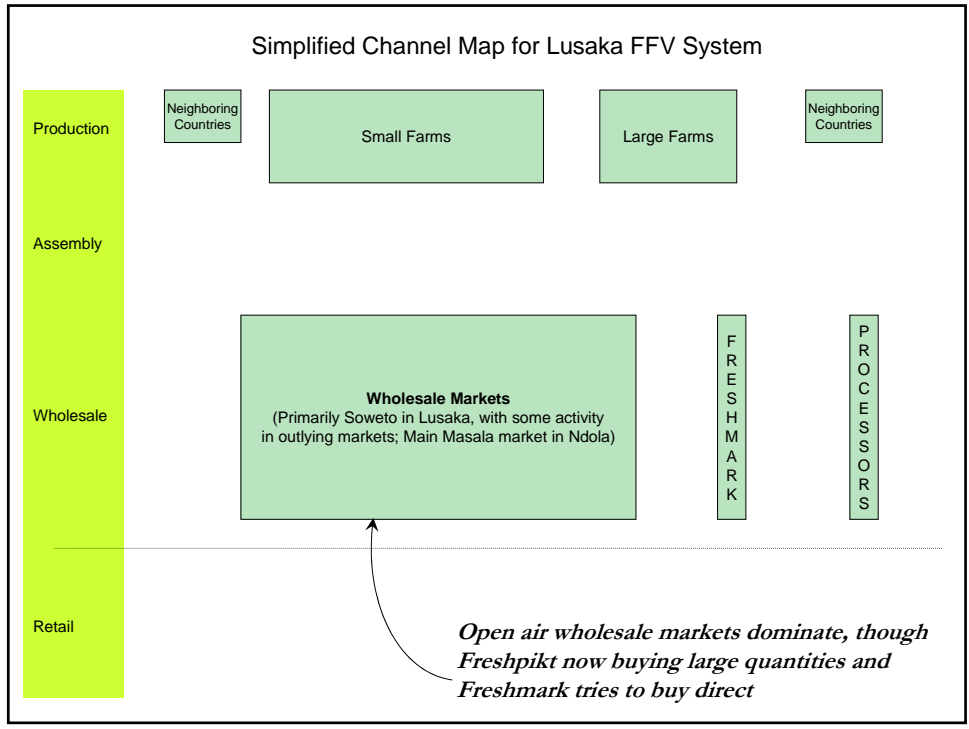 Simplified Channel Map for Lusaka FFV System
Production
Neighboring
Countries
Small Farms
Large Farms
Neighboring
Countries
Assembly
Wholesale
Wholesale Markets
(Primarily Soweto in Lusaka, with some activity
in outlying markets; Main Masala market in Ndola)
F
R
E
S
H
M
A
R
K
P
R
O
C
E
S
S
O
R
S
Retail
Open air wholesale markets dominate, though
Freshpikt now buying large quantities and
Freshmark tries to buy direct